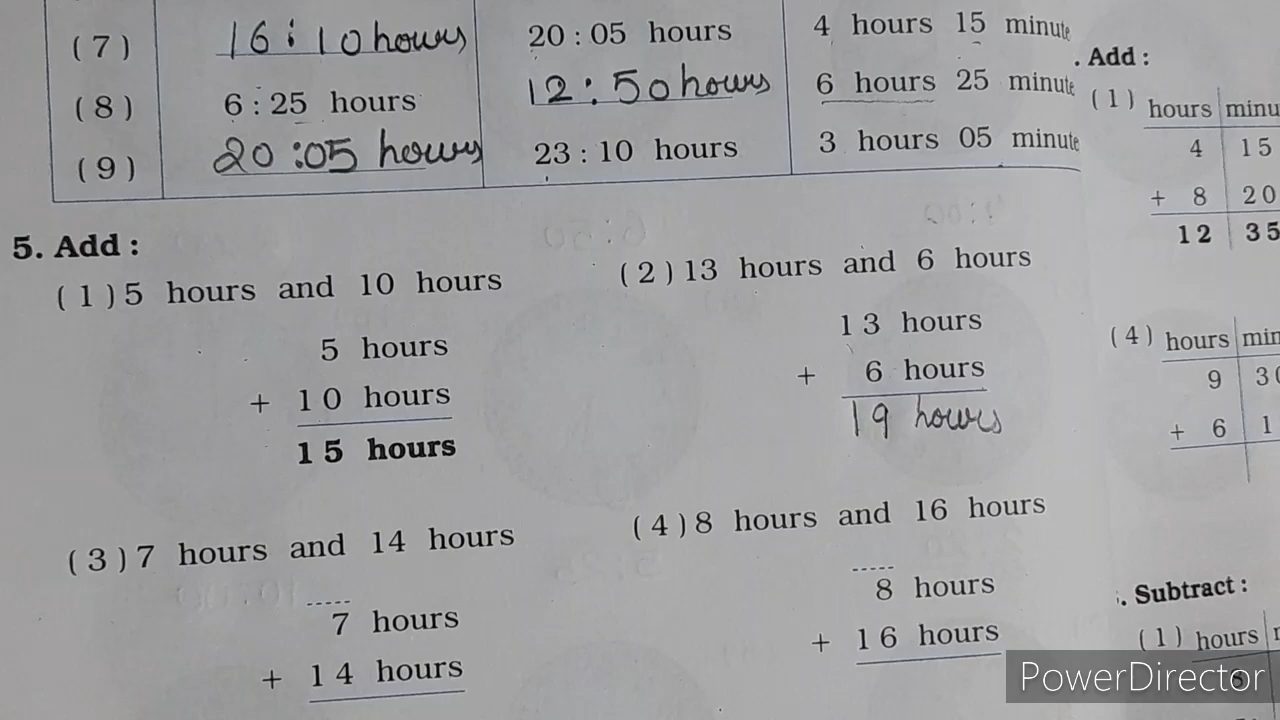 (7) 16:10 hours 20:05 hours 4 hours 15 minute
(8) 6:25 hours 12:50 hours 6 hours 25 minute
(9) 20:05 hours 23:10 hours 3 hours 05 minute
5. Add :
(1) 5 hours and 10 hours
5 hours
+ 10 hours
15 hours
(2) 13 hours and 6 hours
13 hours
+ 6 hours
19 hours
(3) 7 hours and 14 hours
7 hours
+ 14 hours
(4) 8 hours and 16 hours
8 hours
+ 16 hours
. Add :
(1) hours minu
4 15
+ 8 20
12 35
(4) hours min
9 30
+ 6 1
. Subtract :
(1) hours
8
PowerDirector